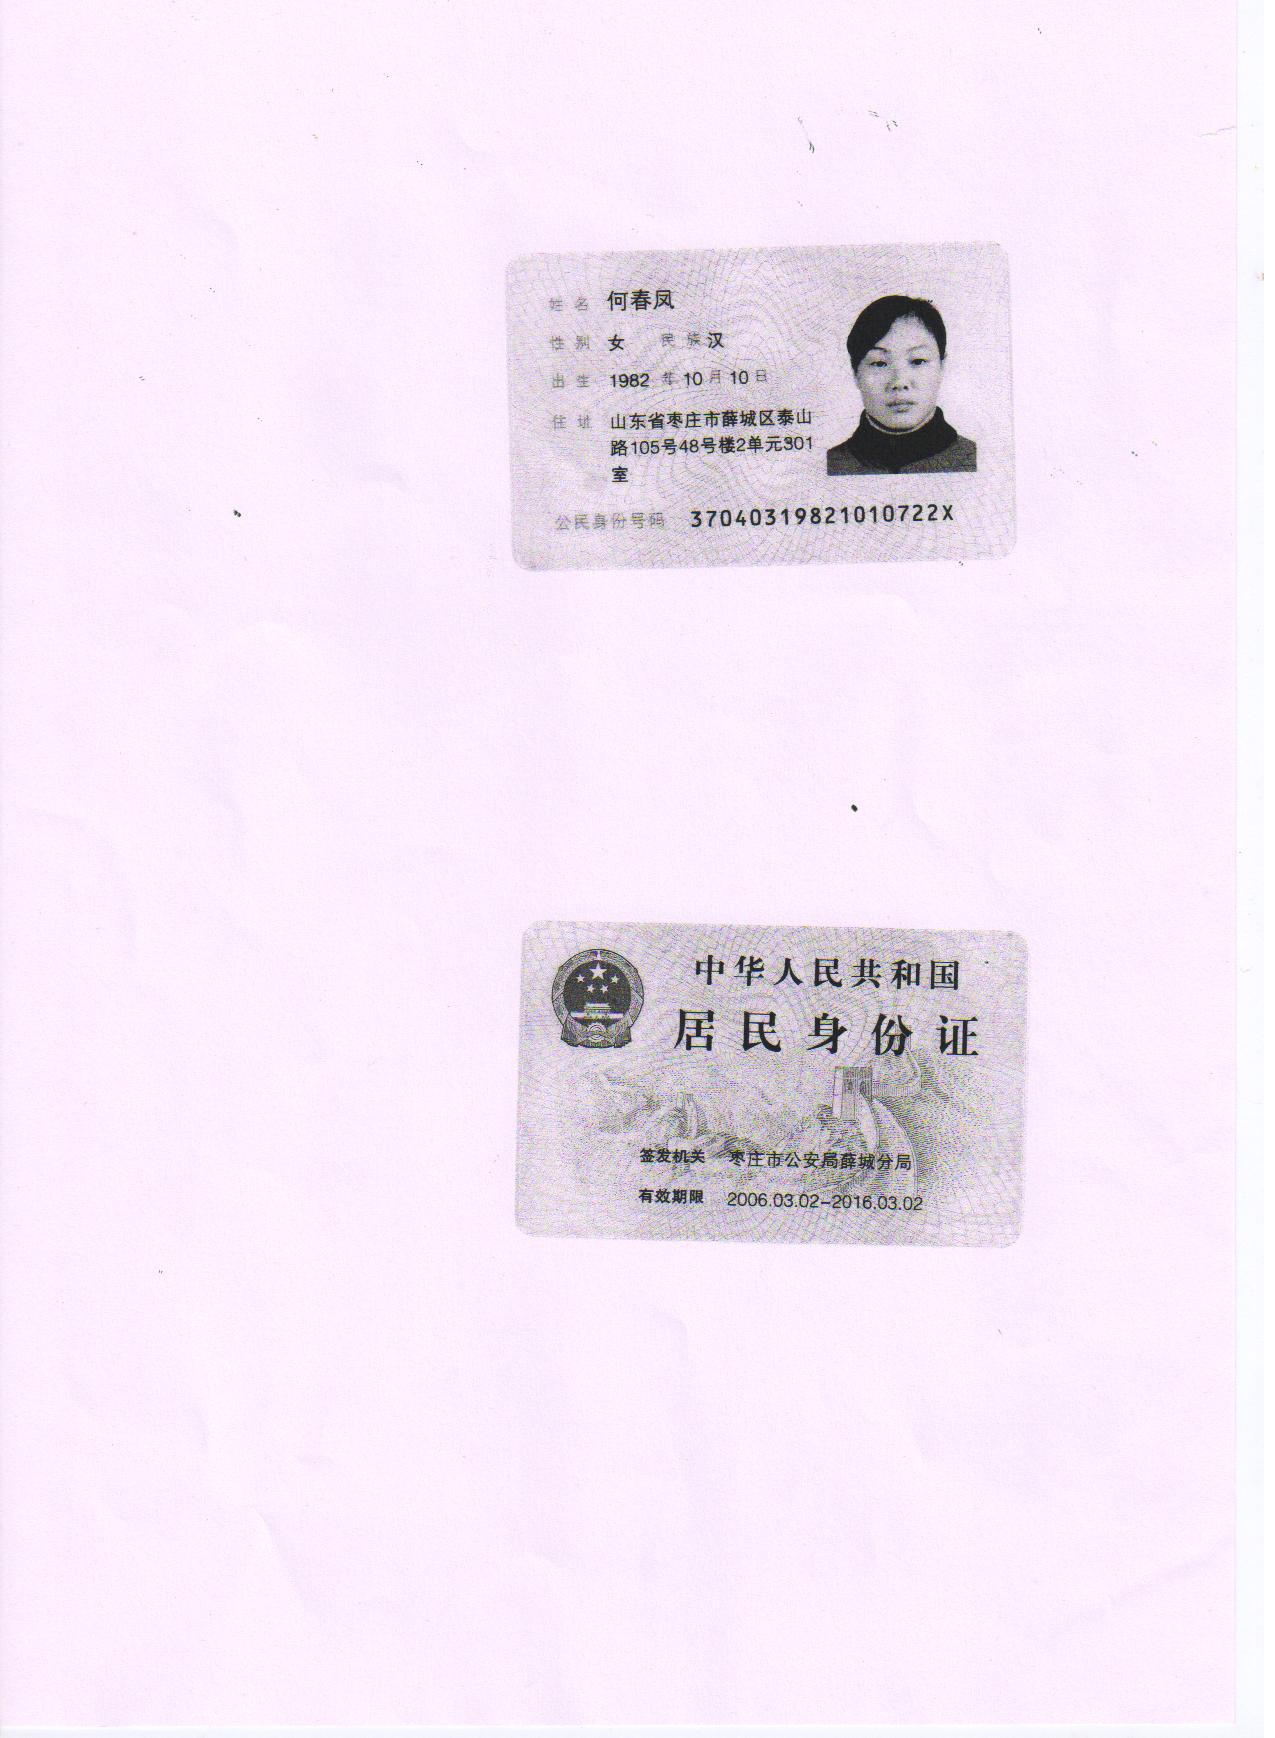 姓名 何春凤
性别 女 民族 汉
出生 1982 年 10 月 10 日
住址 山东省枣庄市薛城区泰山
路105号48号楼2单元301
室
公民身份号码 37040319821010722X
中华人民共和国
居民身份证
签发机关 枣庄市公安局薛城分局
有效期限 2006.03.02-2016.03.02